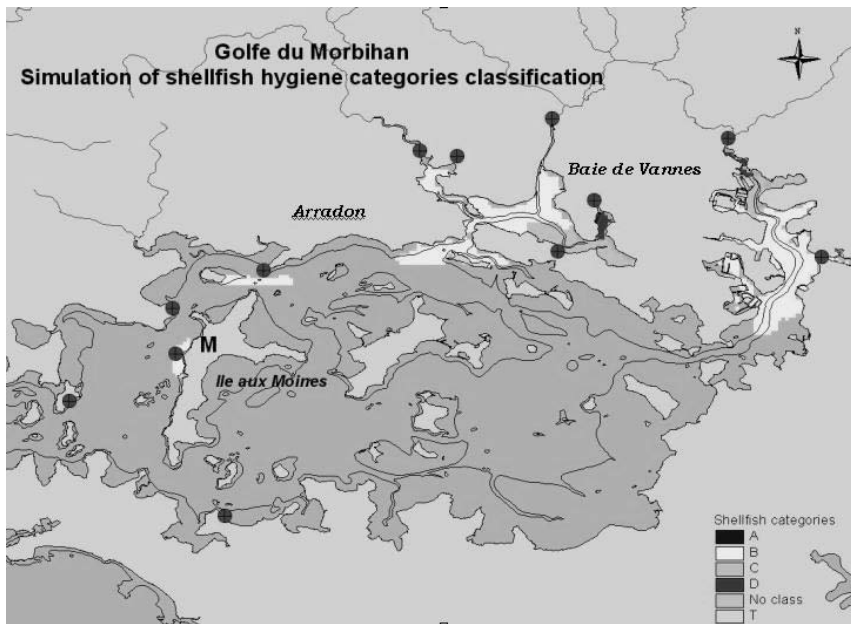 Golfe du Morbihan
Simulation of shellfish hygiene categories classification
N
Baie de Vannes
Arradon
M
Ile aux Moines
Shellfish categories
A
B
C
D
No class
T